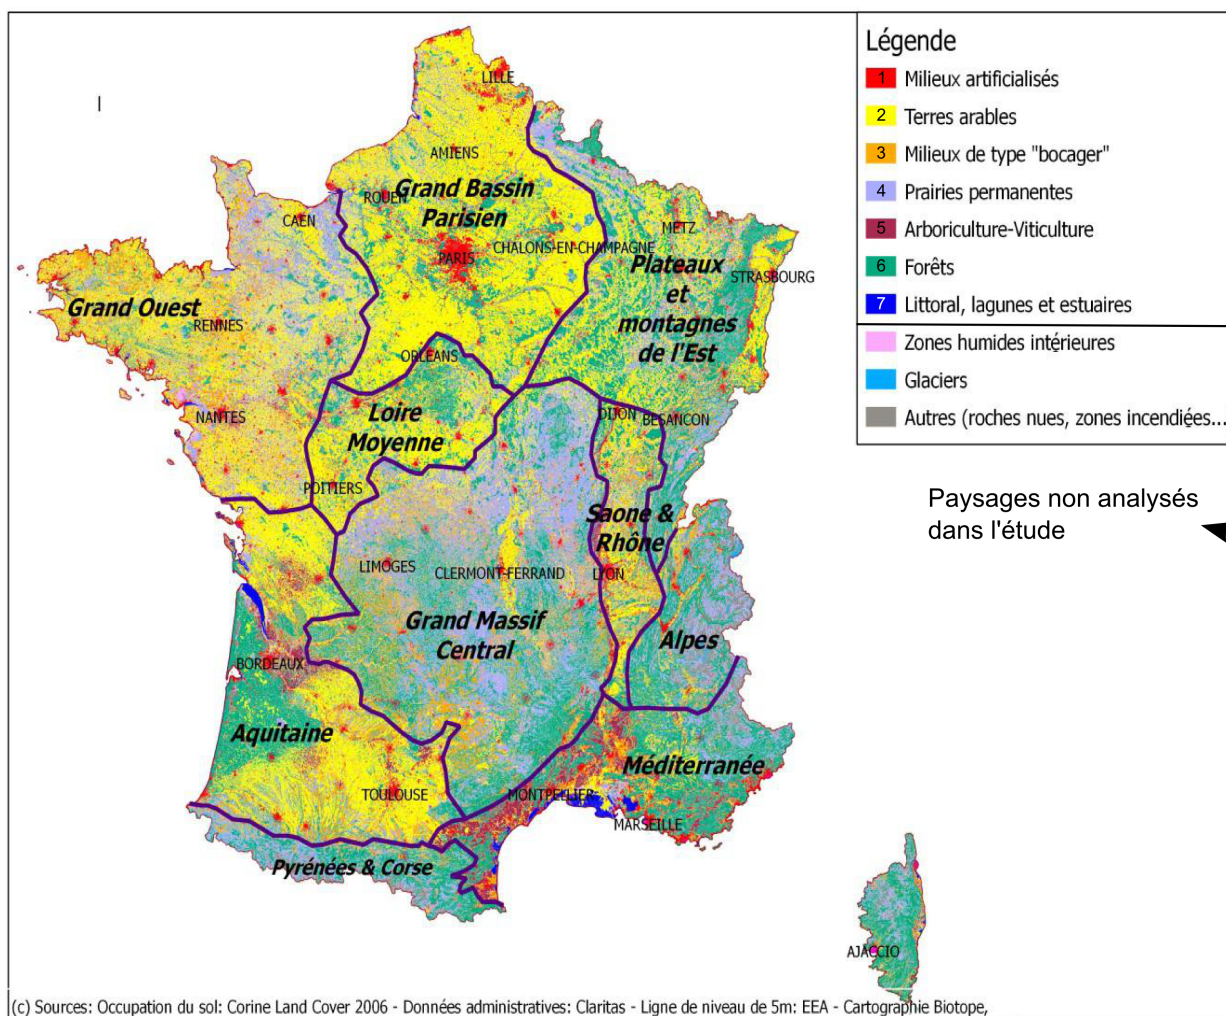 Légende
1 Milieux artificialisés
2 Terres arables
3 Milieux de type "bocager"
4 Prairies permanentes
5 Arboriculture-Viticulture
6 Forêts
7 Littoral, lagunes et estuaires
Zones humides intérieures
Glaciers
Autres (roches nues, zones incendiées...
Paysages non analysés
dans l'étude
LILLE
AMIENS
ROUEN
Grand Bassin
Parisien
CAEN
PARIS
CHALONS-EN-CHAMPAGNE
METZ
STRASBOURG
Plateaux
et
montagnes
de l'Est
Grand Ouest
RENNES
ORLEANS
NANTES
Loire
Moyenne
DIJON
BESANCON
POITIERS
Saone &
Rhône
LIMOGES
CLERMONT-FERRAND
LYON
Grand Massif
Central
Alpes
BORDEAUX
Aquitaine
Méditerranée
TOULOUSE
MONTPELLIER
MARSEILLE
Pyrénées & Corse
AJACCIO
(c) Sources: Occupation du sol: Corine Land Cover 2006 - Données administratives: Claritas - Ligne de niveau de 5m: EEA - Cartographie Biotope,